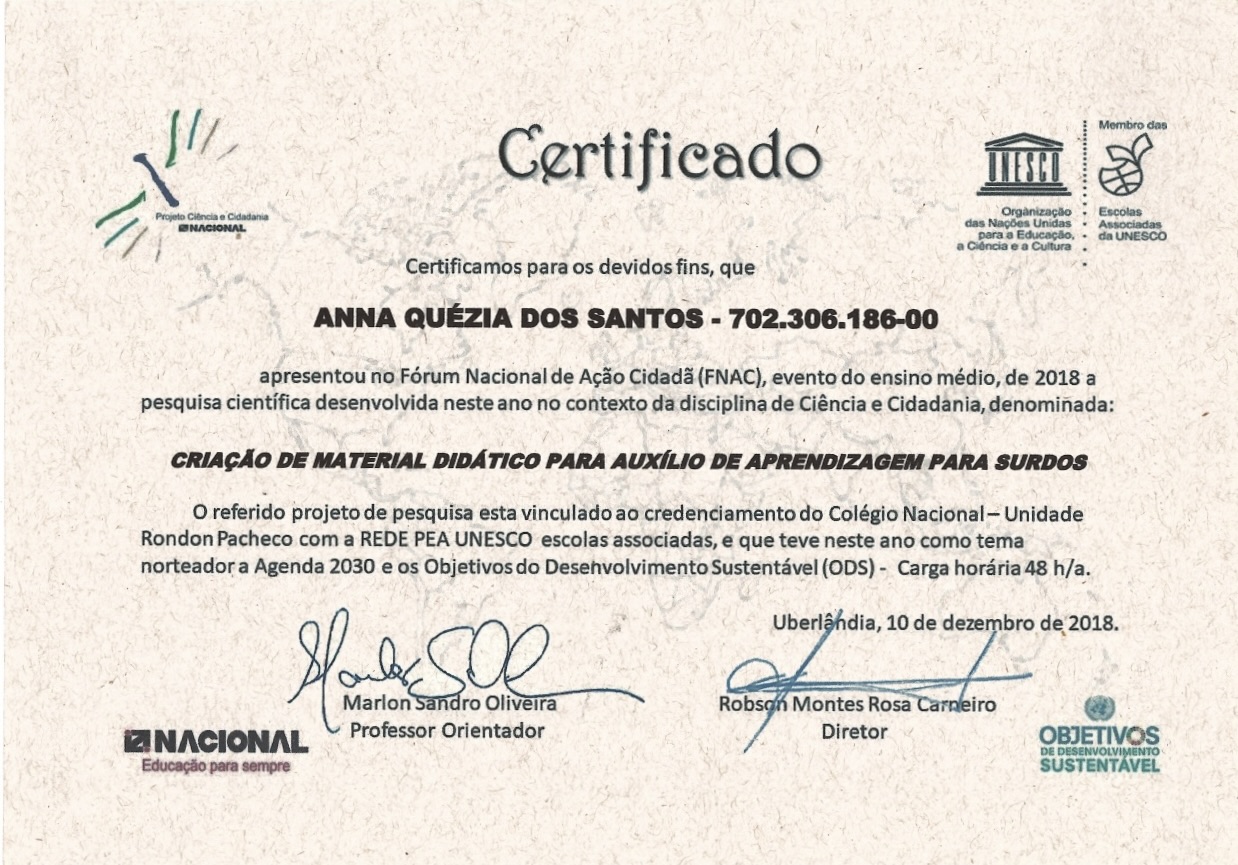 Certificado
Projeto Ciência e Cidadania
NACIONAL
UNESCO
Organização
das Nações Unidas
para a Educação,
a Ciência e a Cultura
Membro das
Escolas
Associadas
da UNESCO
Certificamos para os devidos fins, que
ANNA QUÉZIA DOS SANTOS - 702.306.186-00
apresentou no Fórum Nacional de Ação Cidadã (FNAC), evento do ensino médio, de 2018 a
pesquisa científica desenvolvida neste ano no contexto da disciplina de Ciência e Cidadania, denominada:
CRIAÇÃO DE MATERIAL DIDÁTICO PARA AUXÍLIO DE APRENDIZAGEM PARA SURDOS
O referido projeto de pesquisa esta vinculado ao credenciamento do Colégio Nacional – Unidade
Rondon Pacheco com a REDE PEA UNESCO escolas associadas, e que teve neste ano como tema
norteador a Agenda 2030 e os Objetivos do Desenvolvimento Sustentável (ODS) - Carga horária 48 h/a.
Uberlândia, 10 de dezembro de 2018.
Marlon Sandro Oliveira
Professor Orientador
Robson Montes Rosa Carneiro
Diretor
NACIONAL
Educação para sempre
OBJETIVOS
DE DESENVOLVIMENTO
SUSTENTÁVEL